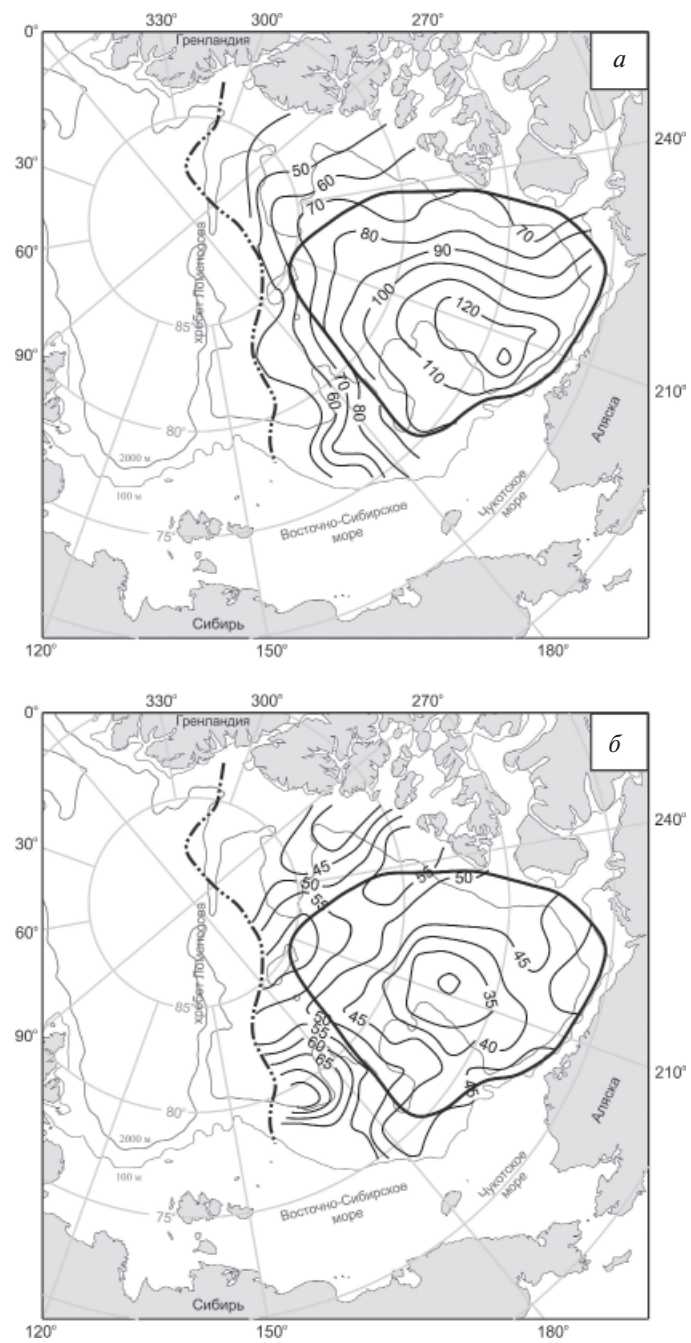 330° 300° 270°
0°
Гренландия
а
240°
30°
50
60
70
70
80
60°
90
хребет Ломоносова
100
120
85°
110
90°
70
60
80
210°
Аляска
80°
2000 м
100 м
Чукотское
море
75°
Восточно-Сибирское
море
Сибирь
120° 150° 180°
330° 300° 270°
0°
Гренландия
б
240°
45
55
50
30°
50
55
45
60°
хребет Ломоносова
35
85°
50
45
55
40
90°
60
65
45
210°
Аляска
80°
2000 м
100 м
Чукотское
море
75°
Восточно-Сибирское
море
Сибирь
120° 150° 180°